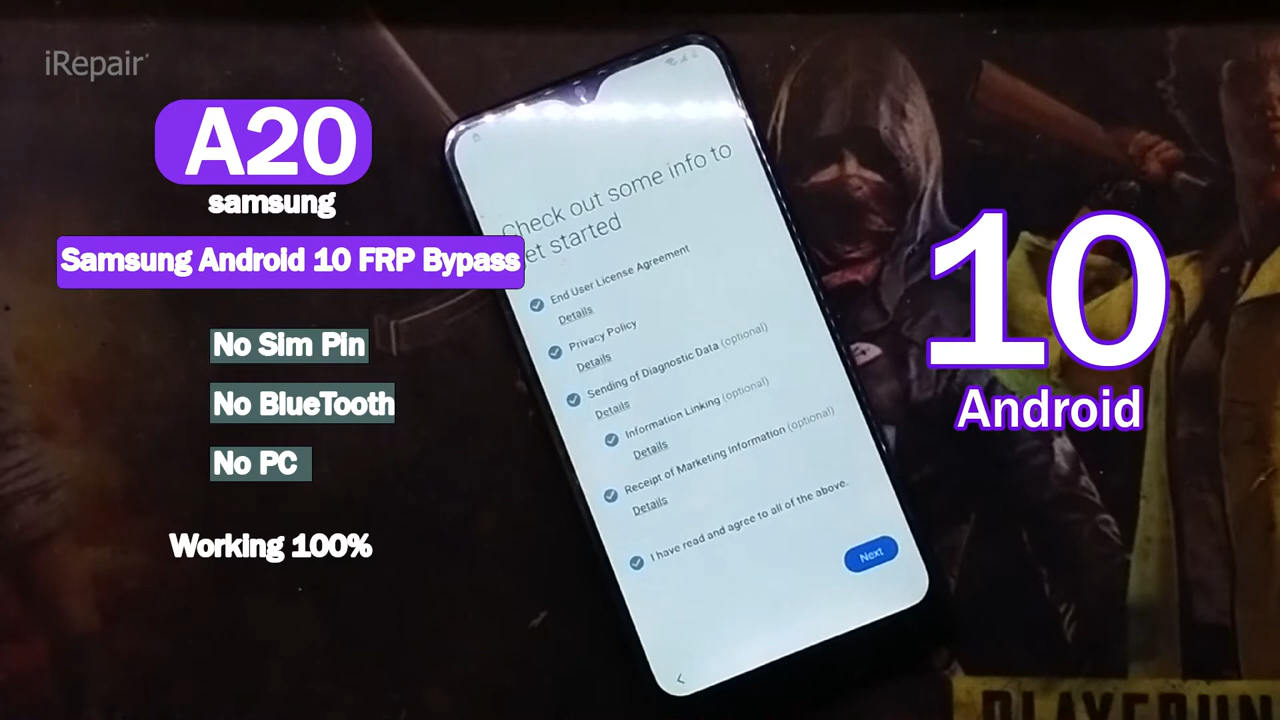 iRepair
A20
samsung
Samsung Android 10 FRP Bypass
No Sim Pin
No BlueTooth
No PC
Working 100%
Check out some info to
et started
End User License Agreement
Details
Privacy Policy
Details
Sending of Diagnostic Data (optional)
Details
Information Linking (optional)
Details
Receipt of Marketing Information (optional)
Details
I have read and agree to all of the above.
Next
10
Android